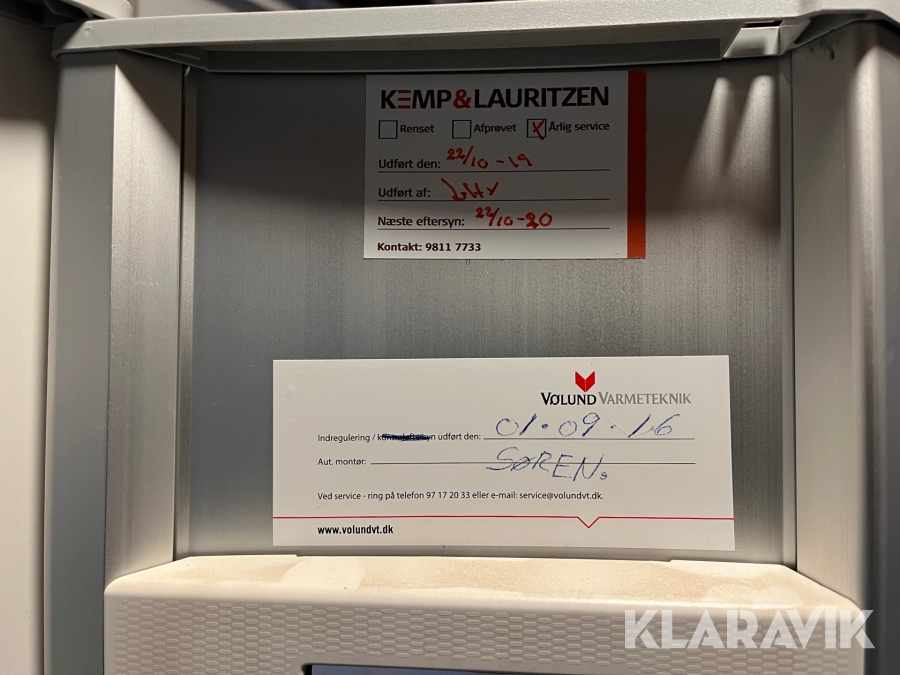 KEMP&LAURITZEN
Renset Afprøvet X Årlig service
Udført den: 22/10-19
Udført af:
Næste eftersyn: 22/10-20
Kontakt: 9811 7733
VØLUND VARMETEKNIK
Indregulering / kontroleftersyn udført den: 01.09.16
Aut. montør: SØREN.
Ved service - ring på telefon 97 17 20 33 eller e-mail: service@volundvt.dk.
www.volundvt.dk
KLARAVIK